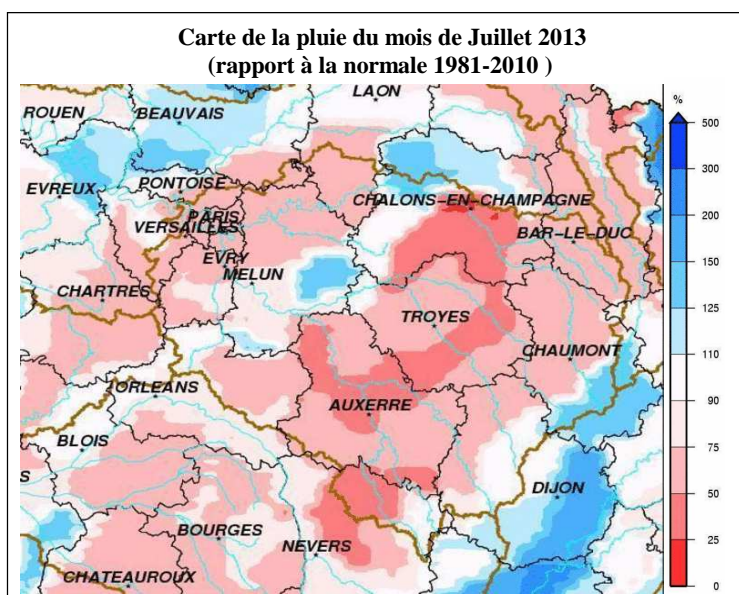 Carte de la pluie du mois de Juillet 2013
(rapport à la normale 1981-2010 )
LAON
%
ROUEN
BEAUVAIS
500
300
PONTOISE
EVREUX
CHALONS-EN-CHAMPAGNE
200
PARIS
VERSAILLES
BAR-LE-DUC
EVRY
150
MELUN
CHARTRES
125
TROYES
110
CHAUMONT
ORLEANS
90
AUXERRE
BLOIS
75
S
50
DIJON
BOURGES
25
NEVERS
CHATEAUROUX
0